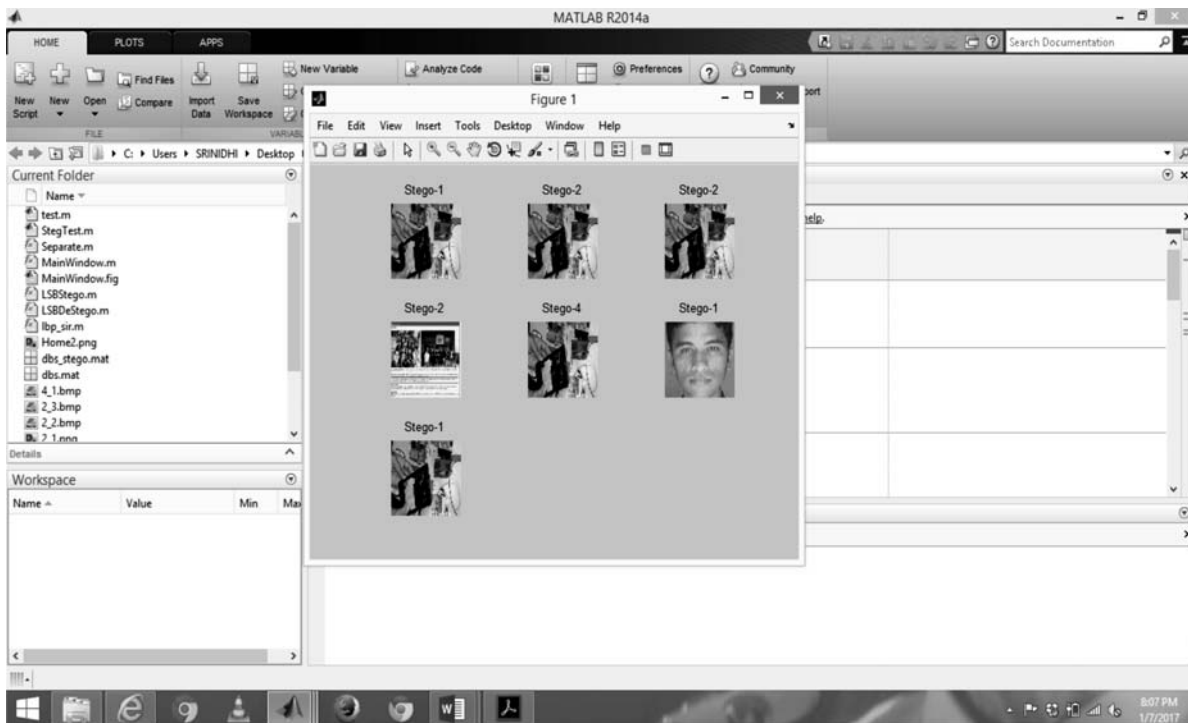 MATLAB R2014a
HOME PLOTS APPS
Search Documentation
New Script
New
Open
Find Files
Compare
Import Data
Save Workspace
New Variable
Analyze Code
Preferences
Community
FILE
C: Users SRINIDHI Desktop
Figure 1
File Edit View Insert Tools Desktop Window Help
Current Folder
Name
test.m
StegTest.m
Separate.m
MainWindow.m
MainWindow.fig
LSBStego.m
LSBDeStego.m
lbp_sir.m
Home2.png
dbs_stego.mat
dbs.mat
4_1.bmp
2_3.bmp
2_2.bmp
2_1.png
Details
Workspace
Name Value Min
Stego-1 Stego-2 Stego-2
Stego-2 Stego-4 Stego-1
Stego-1
help.
8:07 PM
1/7/2017